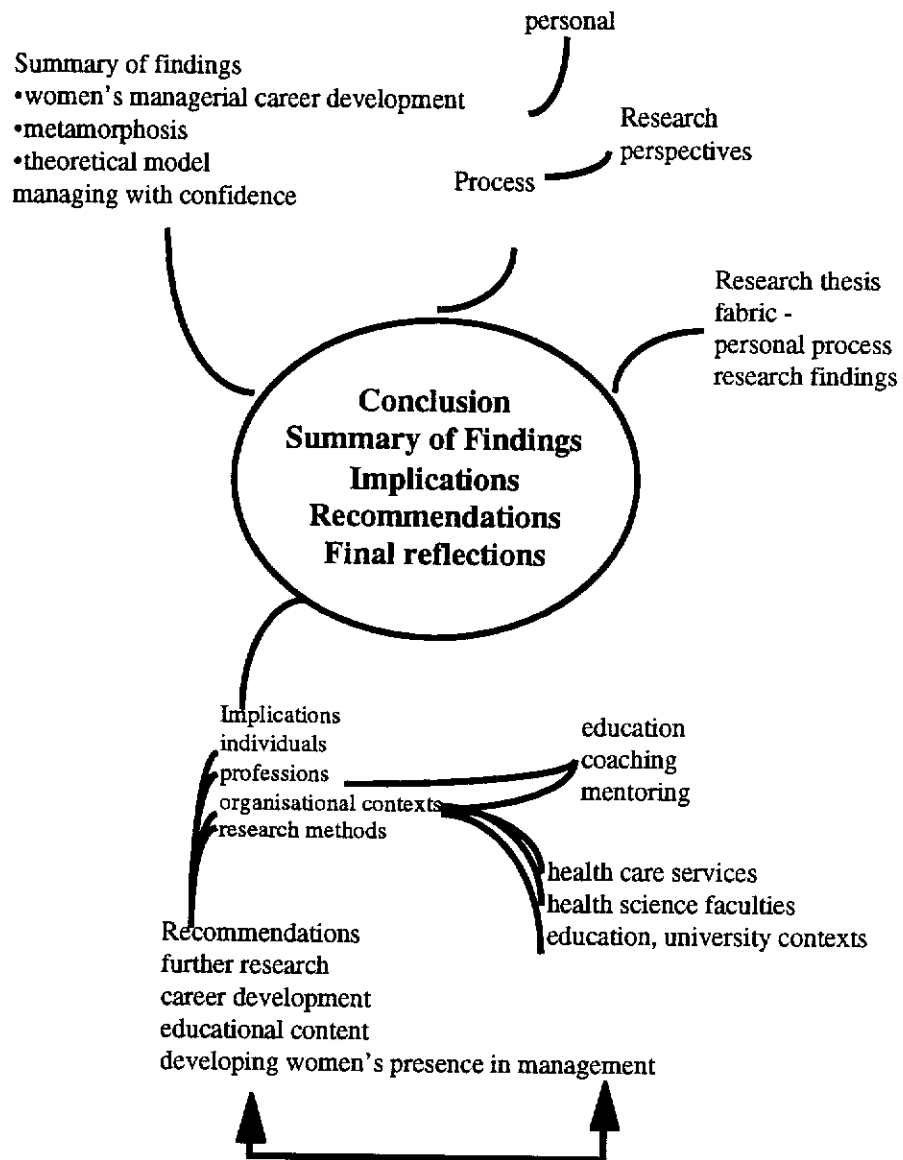 personal
Summary of findings
•women's managerial career development
•metamorphosis
•theoretical model
managing with confidence
Research
perspectives
Process
Research thesis
fabric -
personal process
research findings
Conclusion
Summary of Findings
Implications
Recommendations
Final reflections
Implications
individuals
professions
organisational contexts
research methods
education
coaching
mentoring
health care services
health science faculties
education, university contexts
Recommendations
further research
career development
educational content
developing women's presence in management